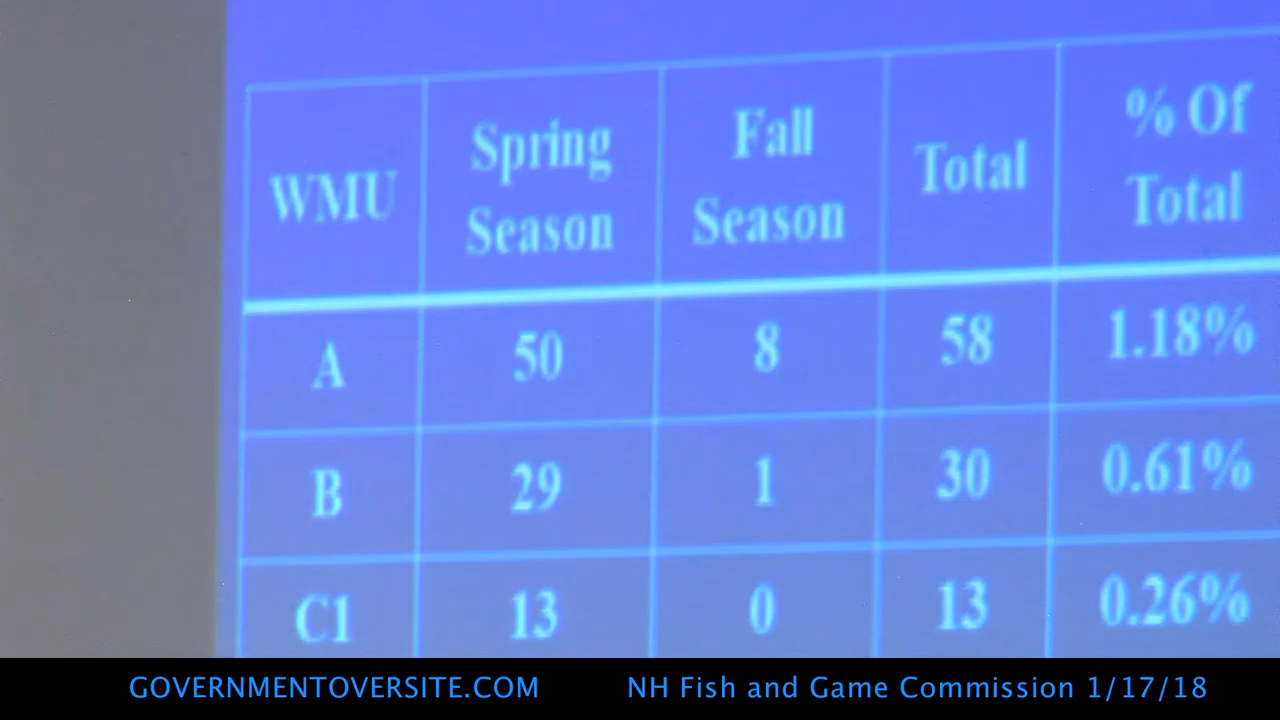 WMU Spring Season Fall Season Total % Of Total
A 50 8 58 1.18%
B 29 1 30 0.61%
C1 13 0 13 0.26%
GOVERNMENTOVERSITE.COM NH Fish and Game Commission 1/17/18